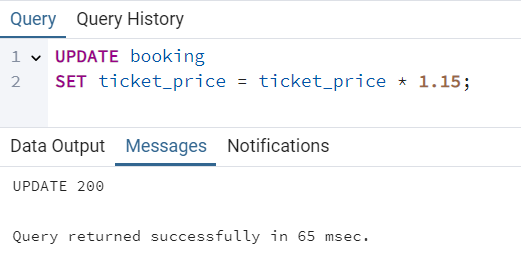 Query Query History
1 UPDATE booking
2 SET ticket_price = ticket_price * 1.15;
Data Output Messages Notifications
UPDATE 200
Query returned successfully in 65 msec.